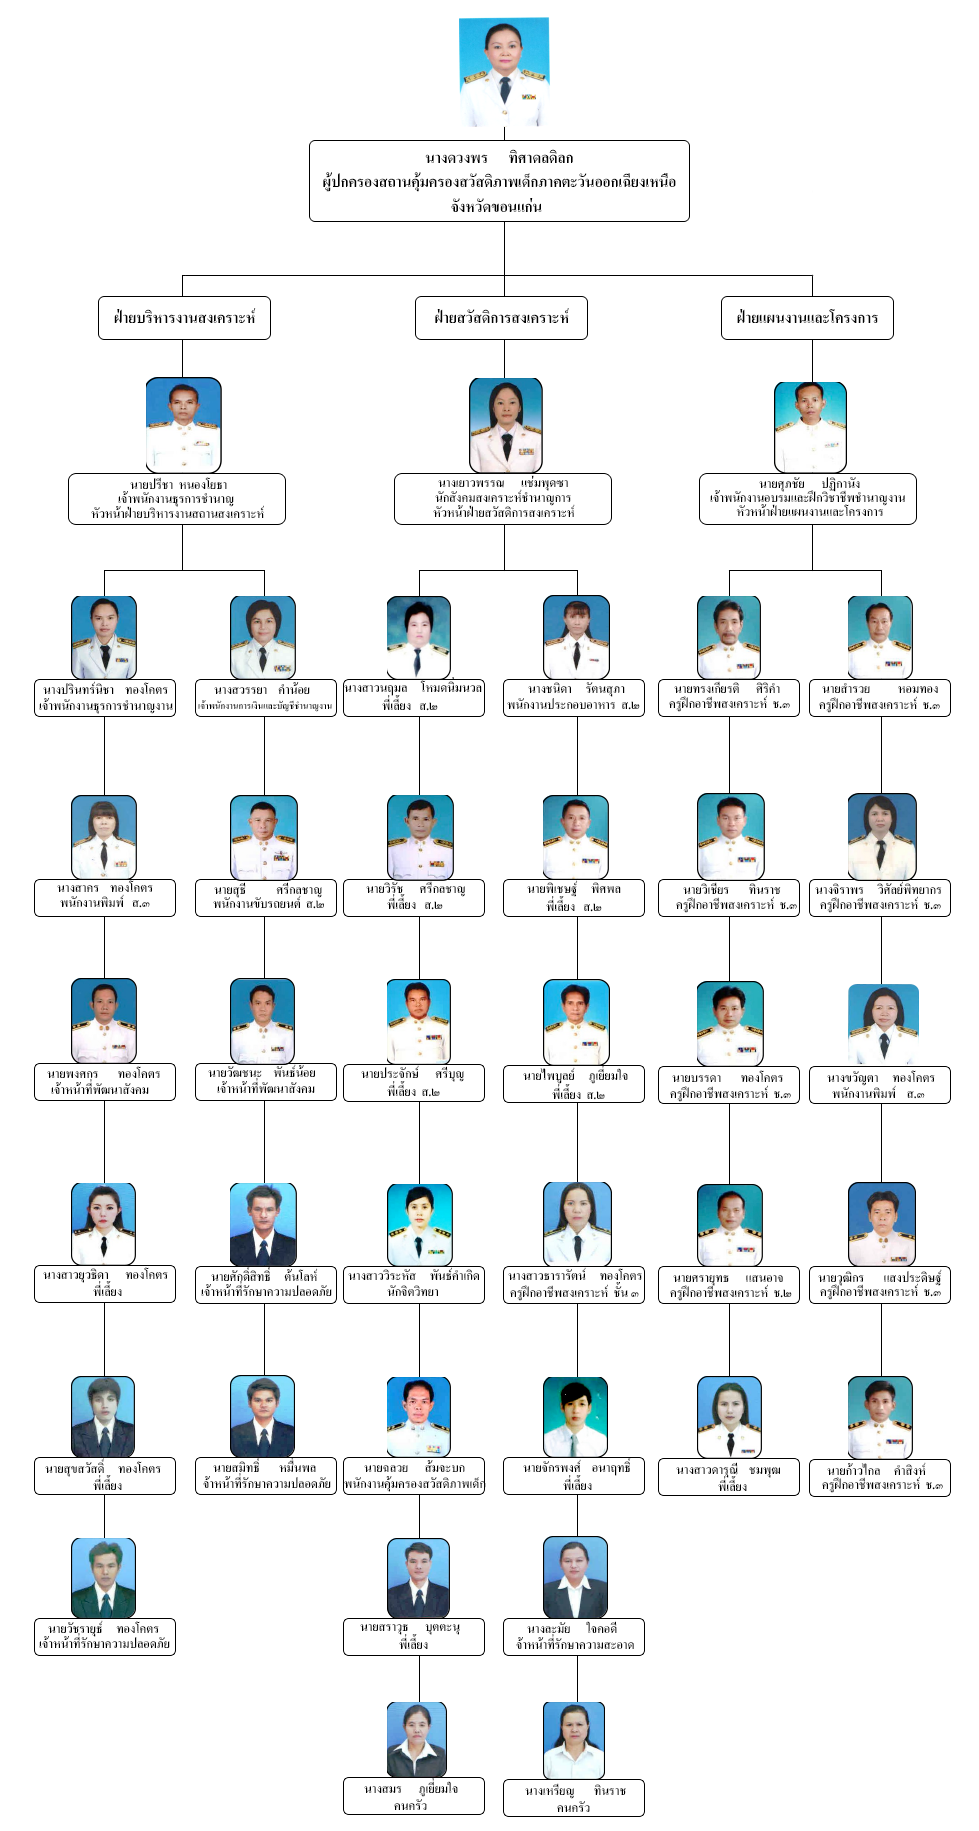 นางดวงพร ทิศาดลดิลก
ผู้ปกครองสถานคุ้มครองสวัสดิภาพเด็กภาคตะวันออกเฉียงเหนือ
จังหวัดขอนแก่น
ฝ่ายบริหารงานสงเคราะห์
ฝ่ายสวัสดิการสงเคราะห์
ฝ่ายแผนงานและโครงการ
นายปรีชา หนองโยธา
เจ้าพนักงานธุรการชำนาญ
หัวหน้าฝ่ายบริหารงานสถานสงเคราะห์
นางเยาวพรรณ แช่มพุดซา
นักสังคมสงเคราะห์ชำนาญการ
หัวหน้าฝ่ายสวัสดิการสงเคราะห์
นายศุภชัย ปฏิกานัง
เจ้าพนักงานอบรมและฝึกวิชาชีพชำนาญงาน
หัวหน้าฝ่ายแผนงานและโครงการ
นางปรินทร์นิชา ทองโคตร
เจ้าพนักงานธุรการชำนาญงาน
นางสวรรยา คำน้อย
เจ้าพนักงานการเงินและบัญชีชำนาญงาน
นางสาวนฤมล โหมดนิ่มนวล
พี่เลี้ยง ส.๒
นางชนิดา รัตนสุภา
พนักงานประกอบอาหาร ส.๒
นายทรงเกียรติ ศิริกำ
ครูฝึกอาชีพสงเคราะห์ ช.๓
นายสำรวย หอมทอง
ครูฝึกอาชีพสงเคราะห์ ช.๓
นางสาคร ทองโคตร
พนักงานพิมพ์ ส.๓
นายสุธี ศรีกลชาญ
พนักงานขับรถยนต์ ส.๒
นายวิรัช ศรีกลชาญ
พี่เลี้ยง ส.๒
นายพิเชษฐ์ พิศพล
พี่เลี้ยง ส.๒
นายวิเชียร ทินราช
ครูฝึกอาชีพสงเคราะห์ ช.๓
นางจิราพร วิศัลย์พิทยากร
ครูฝึกอาชีพสงเคราะห์ ช.๓
นายพงศกร ทองโคตร
เจ้าหน้าที่พัฒนาสังคม
นายวัฒชนะ พันธ์น้อย
เจ้าหน้าที่พัฒนาสังคม
นายประจักษ์ ศรีบุญ
พี่เลี้ยง ส.๒
นายไพบูลย์ ภูเยี่ยมใจ
พี่เลี้ยง ส.๒
นายบรรดา ทองโคตร
ครูฝึกอาชีพสงเคราะห์ ช.๓
นางขวัญตา ทองโคตร
พนักงานพิมพ์ ส.๓
นางสาวยุวธิดา ทองโคตร
พี่เลี้ยง
นายศักดิ์สิทธิ์ ต้นโลห์
เจ้าหน้าที่รักษาความปลอดภัย
นางสาววิระหัส พันธ์คำเกิด
นักจิตวิทยา
นางสาวธารารัตน์ ทองโคตร
ครูฝึกอาชีพสงเคราะห์ ชั้น ๓
นายศรายุทธ แสนอาจ
ครูฝึกอาชีพสงเคราะห์ ช.๒
นายวุฒิกร แสงประดิษฐ์
ครูฝึกอาชีพสงเคราะห์ ช.๓
นายสุขสวัสดิ์ ทองโคตร
พี่เลี้ยง
นายสมิทธิ์ หมื่นพล
จ้าหน้าที่รักษาความปลอดภัย
นายฉลวย ส้มจะบก
พนักงานคุ้มครองสวัสดิภาพเด็ก
นายจักรพงศ์ อนาฤทธิ์
พี่เลี้ยง
นางสาวดารุณี ชมพุฒ
พี่เลี้ยง
นายก้าวไกล คำสิงห์
ครูฝึกอาชีพสงเคราะห์ ช.๓
นายวัชรายุธ์ ทองโคตร
เจ้าหน้าที่รักษาความปลอดภัย
นายสราวุธ บุตตะนุ
พี่เลี้ยง
นางละมัย ใจคอดี
จ้าหน้าที่รักษาความสะอาด
นางสมร ภูเยี่ยมใจ
คนครัว
นางเหรียญ ทินราช
คนครัว